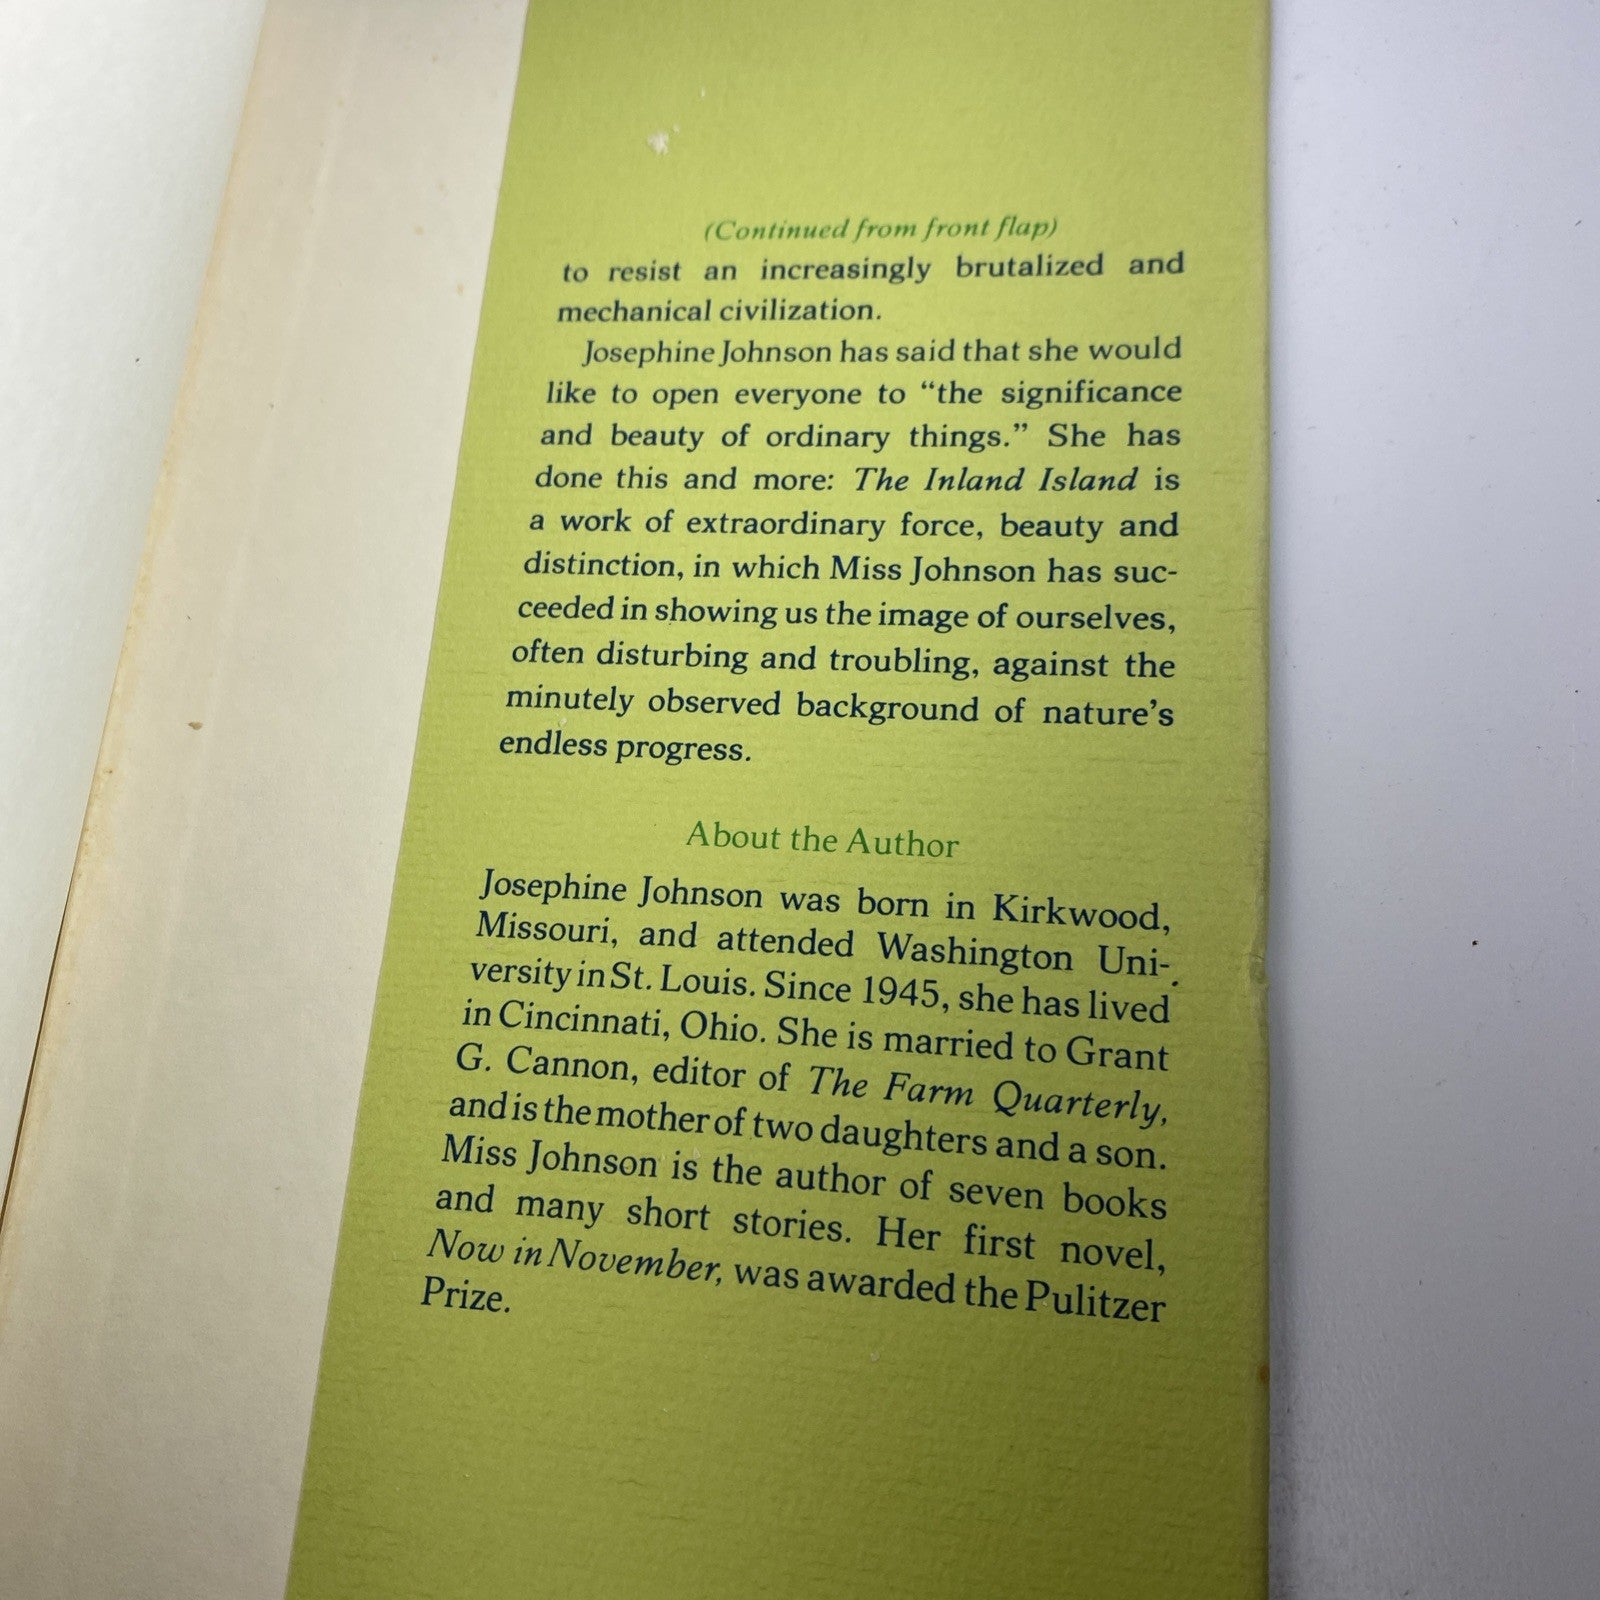 (Continued from front flap)
to resist an increasingly brutalized and
mechanical civilization.
Josephine Johnson has said that she would
like to open everyone to “the significance
and beauty of ordinary things.” She has
done this and more: The Inland Island is
a work of extraordinary force, beauty and
distinction, in which Miss Johnson has suc-
ceeded in showing us the image of ourselves,
often disturbing and troubling, against the
minutely observed background of nature’s
endless progress.
About the Author
Josephine Johnson was born in Kirkwood,
Missouri, and attended Washington Uni-
versity in St. Louis. Since 1945, she has lived
in Cincinnati, Ohio. She is married to Grant
G. Cannon, editor of The Farm Quarterly,
and is the mother of two daughters and a son.
Miss Johnson is the author of seven books
and many short stories. Her first novel,
Now in November, was awarded the Pulitzer
Prize.